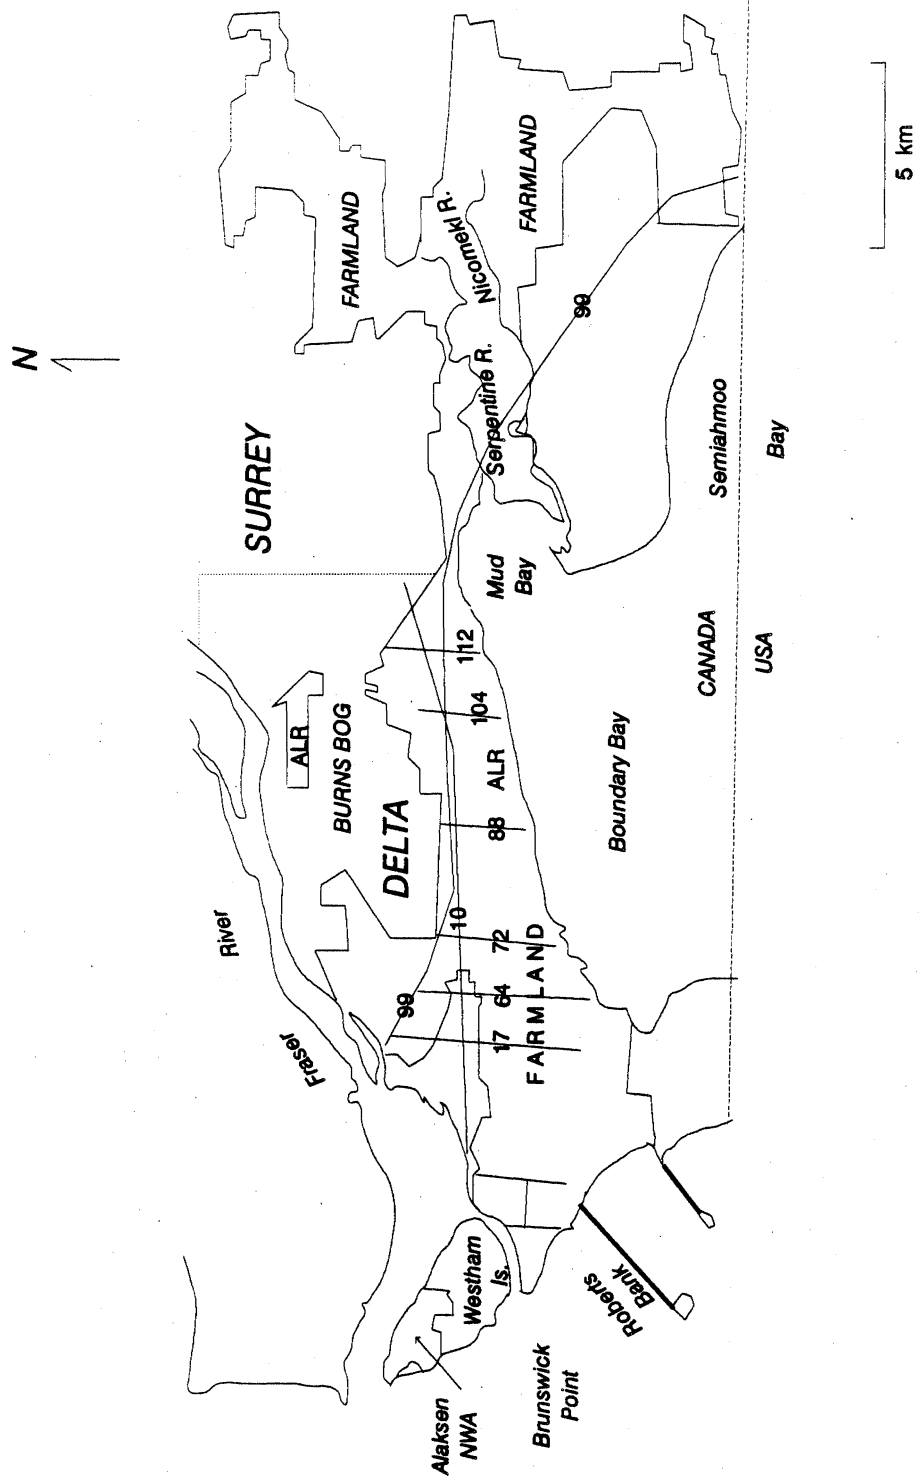 N
SURREY
FARMLAND
FARMLAND
Nicomekl R.
Serpentine R.
99
Semiahmoo
Bay
Mud
Bay
CANADA
USA
Boundary Bay
112
104
ALR
88
ALR
BURNS BOG
DELTA
10
72
64
17
99
FARMLAND
River
Fraser
Westham
Is.
Alaksen
NWA
Brunswick
Point
Roberts
Bank
5 km